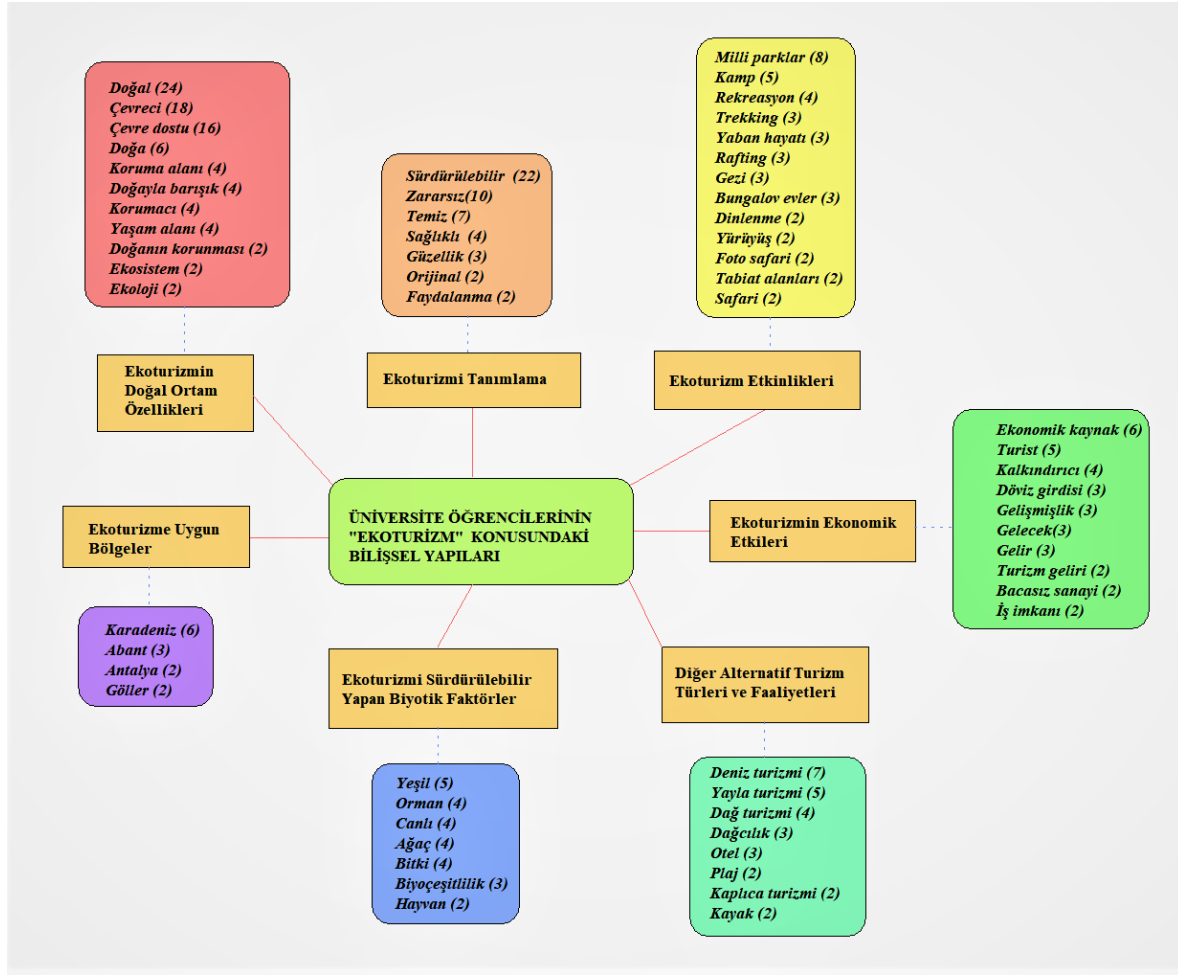 Doğal (24)
Çevreci (18)
Çevre dostu (16)
Doğa (6)
Koruma alanı (4)
Doğayla barışık (4)
Korumacı (4)
Yaşam alanı (4)
Doğanın korunması (2)
Ekosistem (2)
Ekoloji (2)
Sürdürülebilir (22)
Zararsız(10)
Temiz (7)
Sağlıklı (4)
Güzellik (3)
Orijinal (2)
Faydalanma (2)
Milli parklar (8)
Kamp (5)
Rekreasyon (4)
Trekking (3)
Yaban hayatı (3)
Rafting (3)
Gezi (3)
Bungalov evler (3)
Dinlenme (2)
Yürüyüş (2)
Foto safari (2)
Tabiat alanları (2)
Safari (2)
Ekoturizmin
Doğal Ortam
Özellikleri
Ekoturizmi Tanımlama
Ekoturizm Etkinlikleri
Ekonomik kaynak (6)
Turist (5)
Kalkındırıcı (4)
Döviz girdisi (3)
Gelişmişlik (3)
Gelecek(3)
Gelir (3)
Turizm geliri (2)
Bacasız sanayi (2)
İş imkanı (2)
Ekoturizme Uygun
Bölgeler
ÜNİVERSİTE ÖĞRENCİLERİNİN
"EKOTURİZM" KONUSUNDAKİ
BİLİŞSEL YAPILARI
Ekoturizmin Ekonomik
Etkileri
Karadeniz (6)
Abant (3)
Antalya (2)
Göller (2)
Ekoturizmi Sürdürülebilir
Yapan Biyotik Faktörler
Diğer Alternatif Turizm
Türleri ve Faaliyetleri
Yeşil (5)
Orman (4)
Canlı (4)
Ağaç (4)
Bitki (4)
Biyoçeşitlilik (3)
Hayvan (2)
Deniz turizmi (7)
Yayla turizmi (5)
Dağ turizmi (4)
Dağcılık (3)
Otel (3)
Plaj (2)
Kaplıca turizmi (2)
Kayak (2)